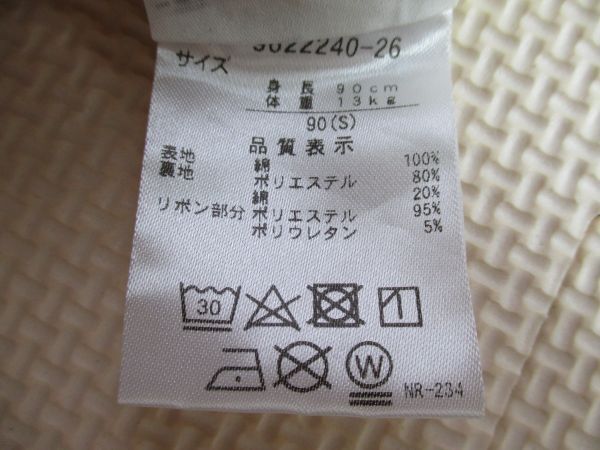 3622240-26
サイズ
身長 90cm
体重 13kg
90(S)
品質表示
表地 綿 100%
裏地 ポリエステル 80%
綿 20%
リボン部分 ポリエステル 95%
ポリウレタン 5%
30
W
NR-234